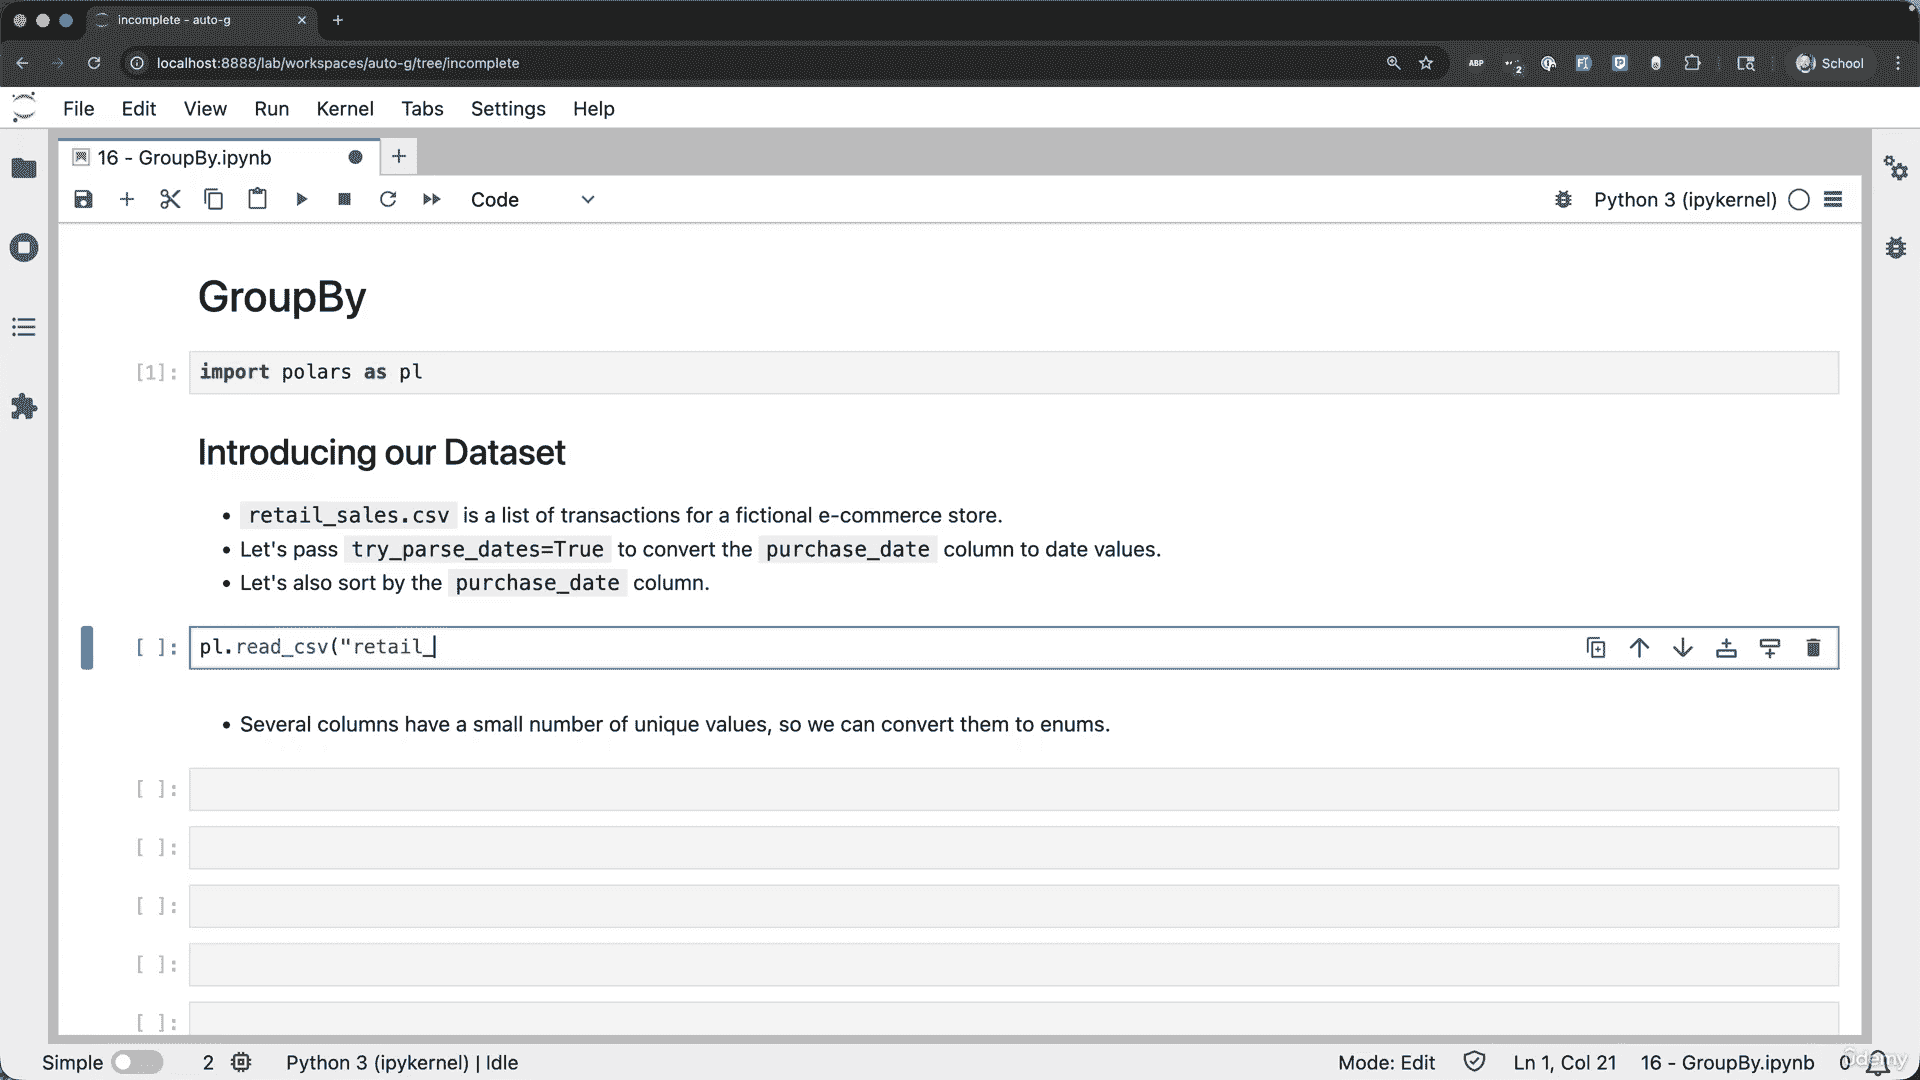 incomplete - auto-g
localhost:8888/lab/workspaces/auto-g/tree/incomplete
ABP
2
School
File Edit View Run Kernel Tabs Settings Help
16 - GroupBy.ipynb
Code
Python 3 (ipykernel)
GroupBy
[1]:
import polars as pl
Introducing our Dataset
• retail_sales.csv is a list of transactions for a fictional e-commerce store.
• Let's pass try_parse_dates=True to convert the purchase_date column to date values.
• Let's also sort by the purchase_date column.
[ ]:
pl.read_csv("retail_
• Several columns have a small number of unique values, so we can convert them to enums.
[ ]:
[ ]:
[ ]:
[ ]:
[ ]:
Simple 2 Python 3 (ipykernel) | Idle Mode: Edit Ln 1, Col 21 16 - GroupBy.ipynb 0
Udemy